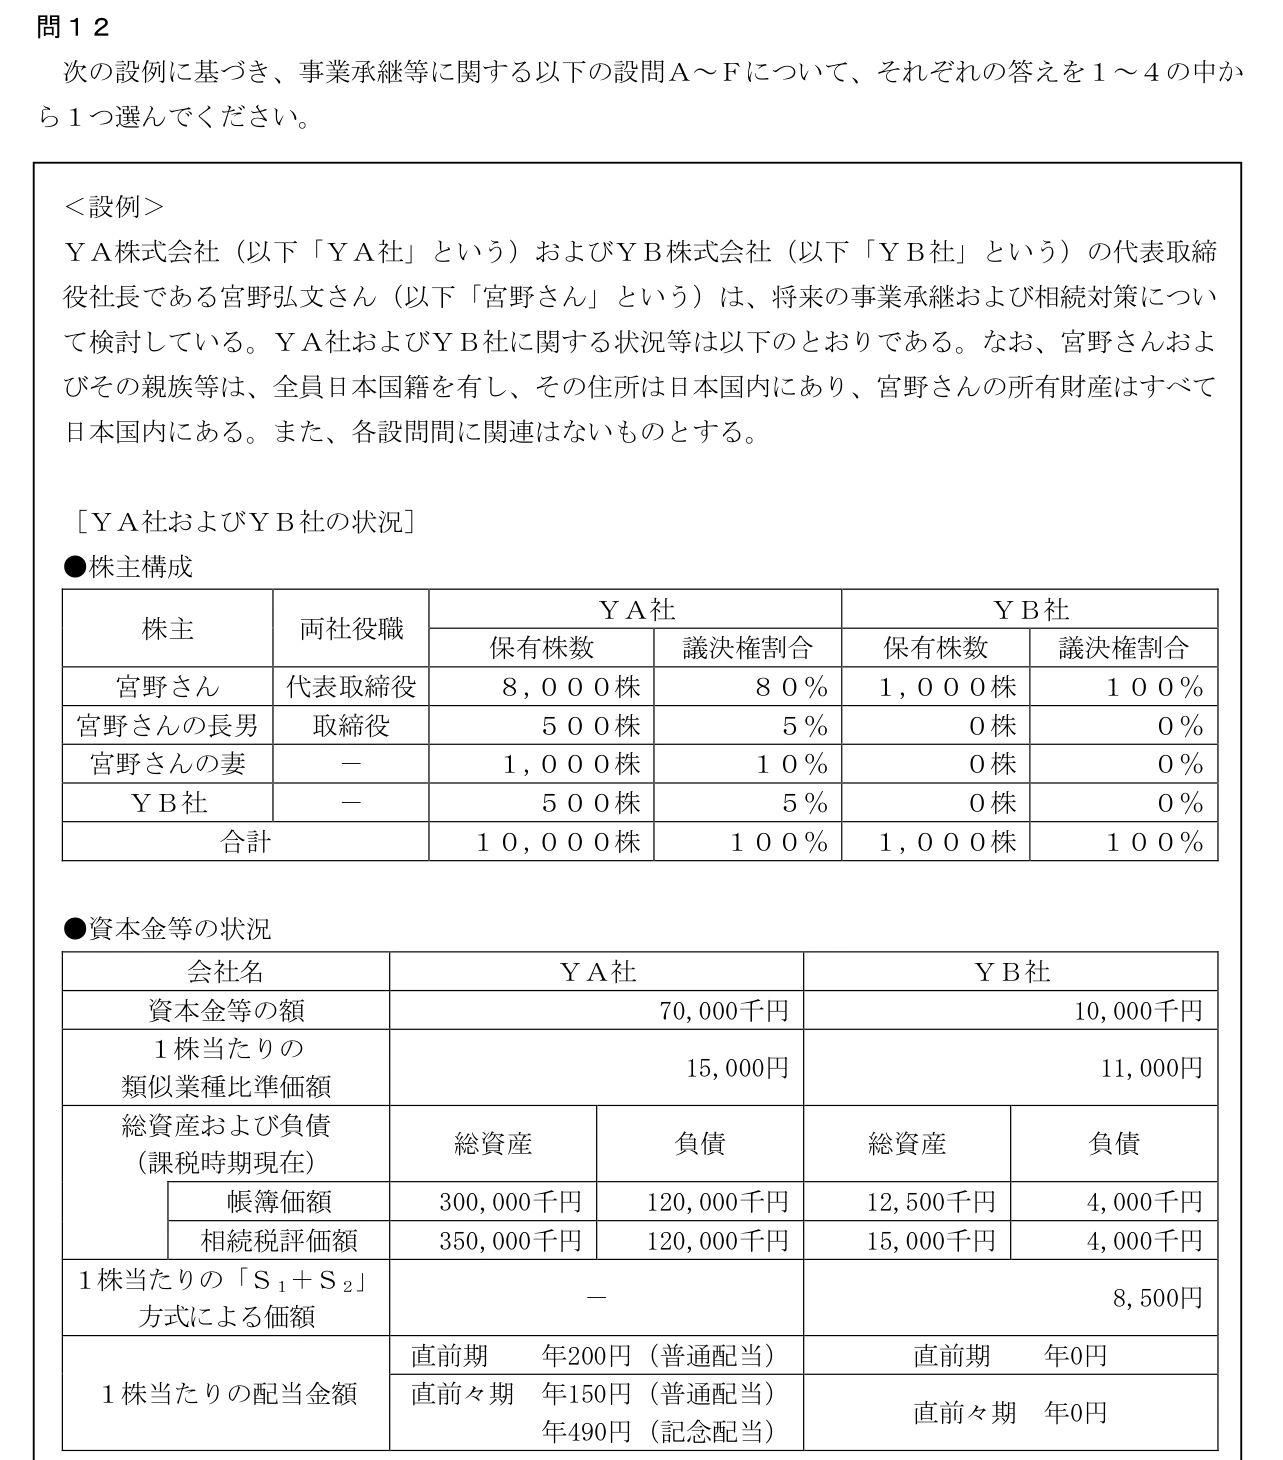 問１２
次の設例に基づき、事業承継等に関する以下の設問Ａ～Ｆについて、それぞれの答えを１～４の中か
ら１つ選んでください。
＜設例＞
ＹＡ株式会社（以下「ＹＡ社」という）およびＹＢ株式会社（以下「ＹＢ社」という）の代表取締
役社長である宮野弘文さん（以下「宮野さん」という）は、将来の事業承継および相続対策につい
て検討している。ＹＡ社およびＹＢ社に関する状況等は以下のとおりである。なお、宮野さんおよ
びその親族等は、全員日本国籍を有し、その住所は日本国内にあり、宮野さんの所有財産はすべて
日本国内にある。また、各設問間に関連はないものとする。
［ＹＡ社およびＹＢ社の状況］
●株主構成
株主 両社役職 ＹＡ社 ＹＢ社
保有株数 議決権割合 保有株数 議決権割合
宮野さん 代表取締役 ８，０００株 ８０％ １，０００株 １００％
宮野さんの長男 取締役 ５００株 ５％ ０株 ０％
宮野さんの妻 － １，０００株 １０％ ０株 ０％
ＹＢ社 － ５００株 ５％ ０株 ０％
合計 １０，０００株 １００％ １，０００株 １００％
●資本金等の状況
会社名 ＹＡ社 ＹＢ社
資本金等の額 70,000千円 10,000千円
１株当たりの
類似業種比準価額 15,000円 11,000円
総資産および負債
（課税時期現在） 総資産 負債 総資産 負債
帳簿価額 300,000千円 120,000千円 12,500千円 4,000千円
相続税評価額 350,000千円 120,000千円 15,000千円 4,000千円
１株当たりの「Ｓ₁＋Ｓ₂」
方式による価額 － 8,500円
１株当たりの配当金額 直前期 年200円（普通配当） 直前期 年0円
直前々期 年150円（普通配当） 直前々期 年0円
年490円（記念配当）